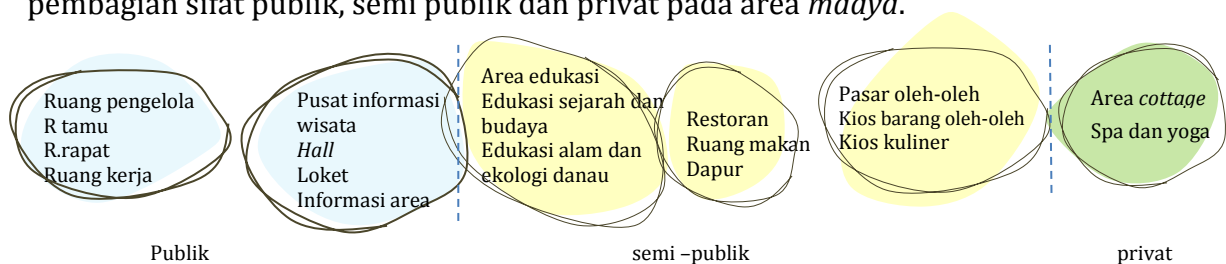 pembagian sifat publik, semi publik dan privat pada area madya.
Ruang pengelola
R tamu
R.rapat
Ruang kerja
Pusat informasi
wisata
Hall
Loket
Informasi area
Area edukasi
Edukasi sejarah dan
budaya
Edukasi alam dan
ekologi danau
Restoran
Ruang makan
Dapur
Pasar oleh-oleh
Kios barang oleh-oleh
Kios kuliner
Area cottage
Spa dan yoga
Publik
semi –publik
privat